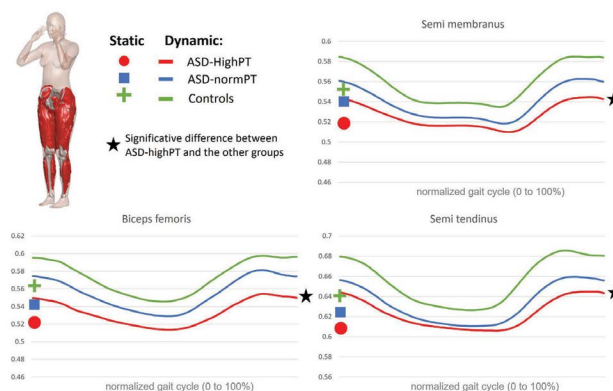 Static Dynamic:
ASD-HighPT
ASD-normPT
Controls
Significative difference between
ASD-highPT and the other groups
Semi membranus
0.6
0.58
0.56
0.54
0.52
0.5
0.48
0.46
normalized gait cycle (0 to 100%)
Biceps femoris
0.62
0.6
0.58
0.56
0.54
0.52
0.5
0.48
0.46
normalized gait cycle (0 to 100%)
Semi tendinus
0.7
0.68
0.66
0.64
0.62
0.6
0.58
0.56
normalized gait cycle (0 to 100%)